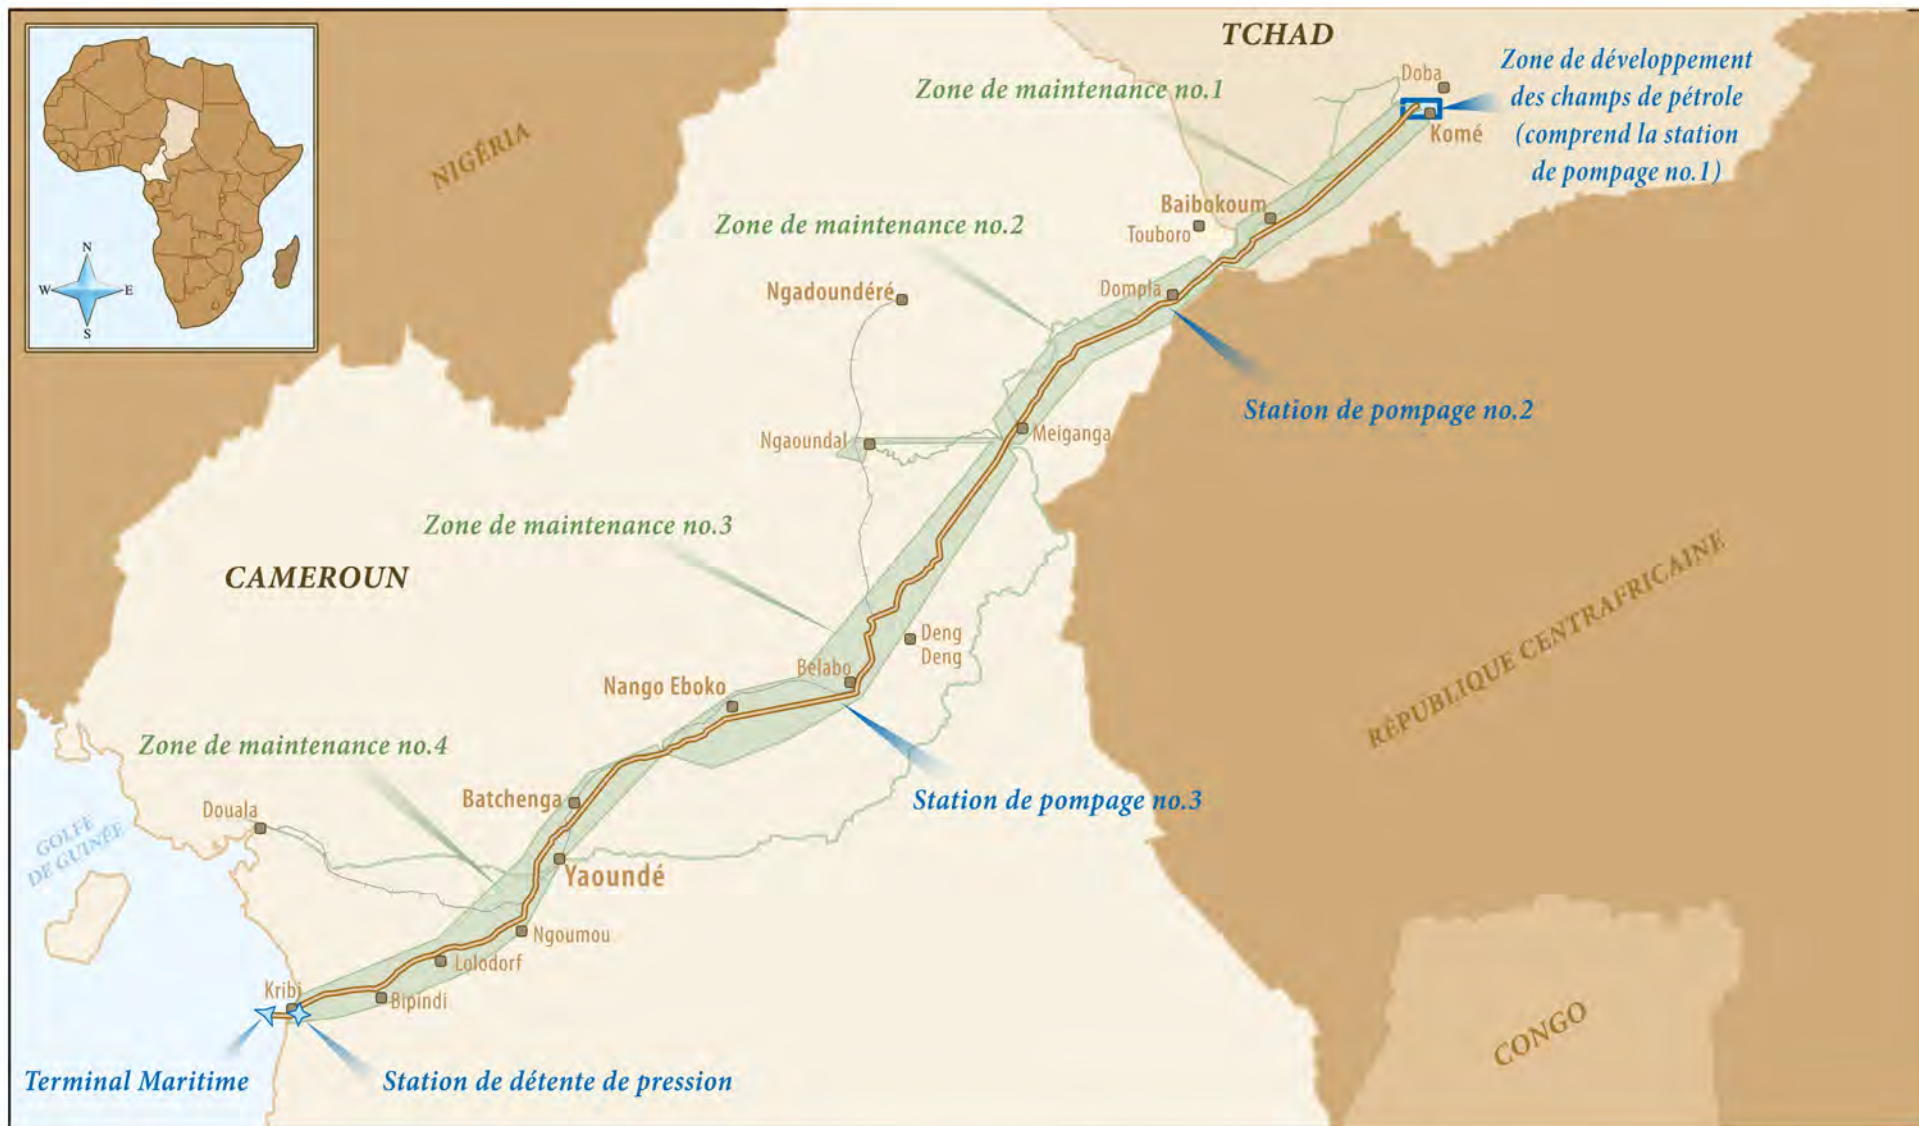 TCHAD
Zone de développement
des champs de pétrole
(comprend la station
de pompage no.1)
Doba
Komé
Zone de maintenance no.1
NIGÉRIA
N
W
E
S
Baibokoum
Touboro
Zone de maintenance no.2
Ngadoundéré
Dompla
Station de pompage no.2
Ngaoundal
Meiganga
Zone de maintenance no.3
CAMEROUN
RÉPUBLIQUE CENTRAFRICAINE
Deng
Deng
Belabo
Nango Eboko
Zone de maintenance no.4
Batchenga
Station de pompage no.3
Douala
GOLFE
DE GUINÉE
Yaoundé
Ngoumou
Lolodorf
Kribi
Bipindi
CONGO
Terminal Maritime
Station de détente de pression